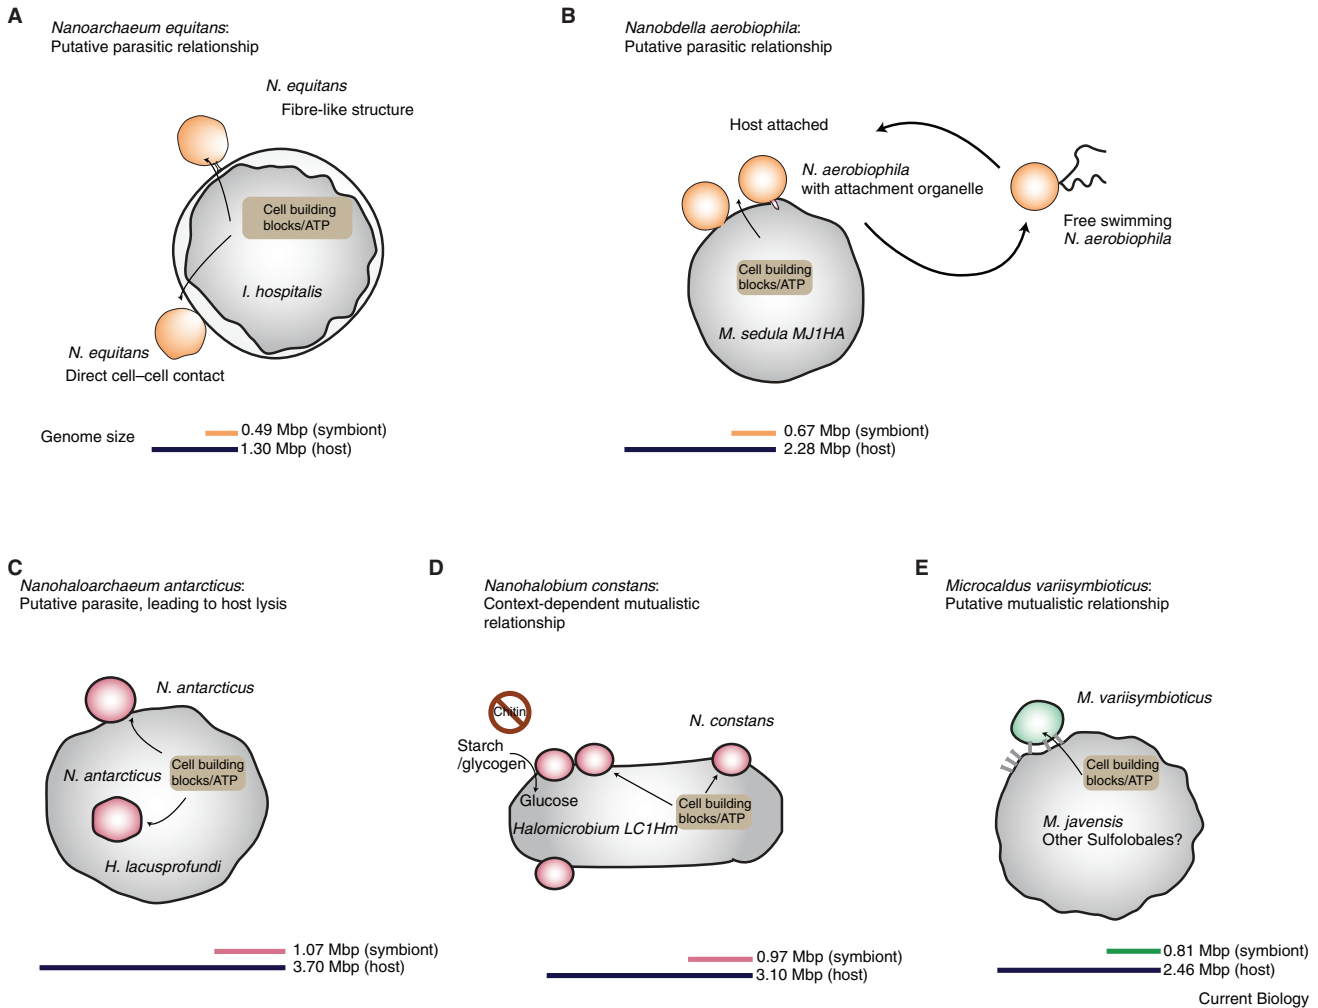 A
Nanoarchaeum equitans:
Putative parasitic relationship
N. equitans
Fibre-like structure
Cell building
blocks/ATP
I. hospitalis
N. equitans
Direct cell–cell contact
Genome size
0.49 Mbp (symbiont)
1.30 Mbp (host)
B
Nanobdella aerobiophila:
Putative parasitic relationship
Host attached
N. aerobiophila
with attachment organelle
Free swimming
N. aerobiophila
Cell building
blocks/ATP
M. sedula MJ1HA
0.67 Mbp (symbiont)
2.28 Mbp (host)
C
Nanohaloarchaeum antarcticus:
Putative parasite, leading to host lysis
N. antarcticus
N. antarcticus
Cell building
blocks/ATP
H. lacusprofundi
1.07 Mbp (symbiont)
3.70 Mbp (host)
D
Nanohalobium constans:
Context-dependent mutualistic
relationship
Chitin
N. constans
Starch
/glycogen
Glucose
Cell building
blocks/ATP
Halomicrobium LC1Hm
0.97 Mbp (symbiont)
3.10 Mbp (host)
E
Microcaldus variisymbioticus:
Putative mutualistic relationship
M. variisymbioticus
Cell building
blocks/ATP
M. javensis
Other Sulfolobales?
0.81 Mbp (symbiont)
2.46 Mbp (host)
Current Biology